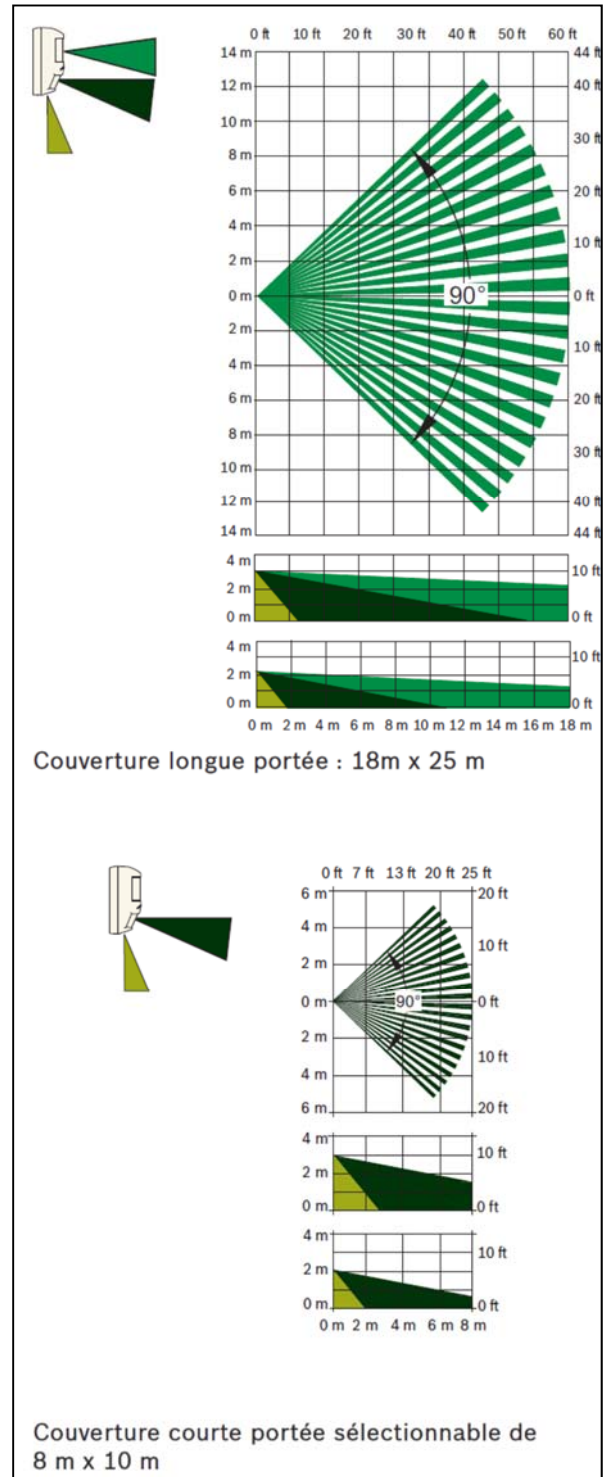 0 ft 10 ft 20 ft 30 ft 40 ft 50 ft 60 ft
14 m 44 ft
12 m 40 ft
10 m
30 ft
8 m
6 m 20 ft
4 m
10 ft
2 m
0 m 90° 0 ft
2 m
10 ft
4 m
6 m 20 ft
8 m
30 ft
10 m
12 m 40 ft
14 m 44 ft
4 m
10 ft
2 m
0 m 0 ft
4 m
10 ft
2 m
0 m 0 ft
0 m 2 m 4 m 6 m 8 m 10 m 12 m 14 m 16 m 18 m
Couverture longue portée : 18m x 25 m
0 ft 7 ft 13 ft 20 ft 25 ft
6 m 20 ft
4 m
10 ft
2 m
0 m 90° 0 ft
2 m
10 ft
4 m
6 m 20 ft
4 m
10 ft
2 m
0 m 0 ft
4 m
10 ft
2 m
0 m 0 ft
0 m 2 m 4 m 6 m 8 m
Couverture courte portée sélectionnable de
8 m x 10 m